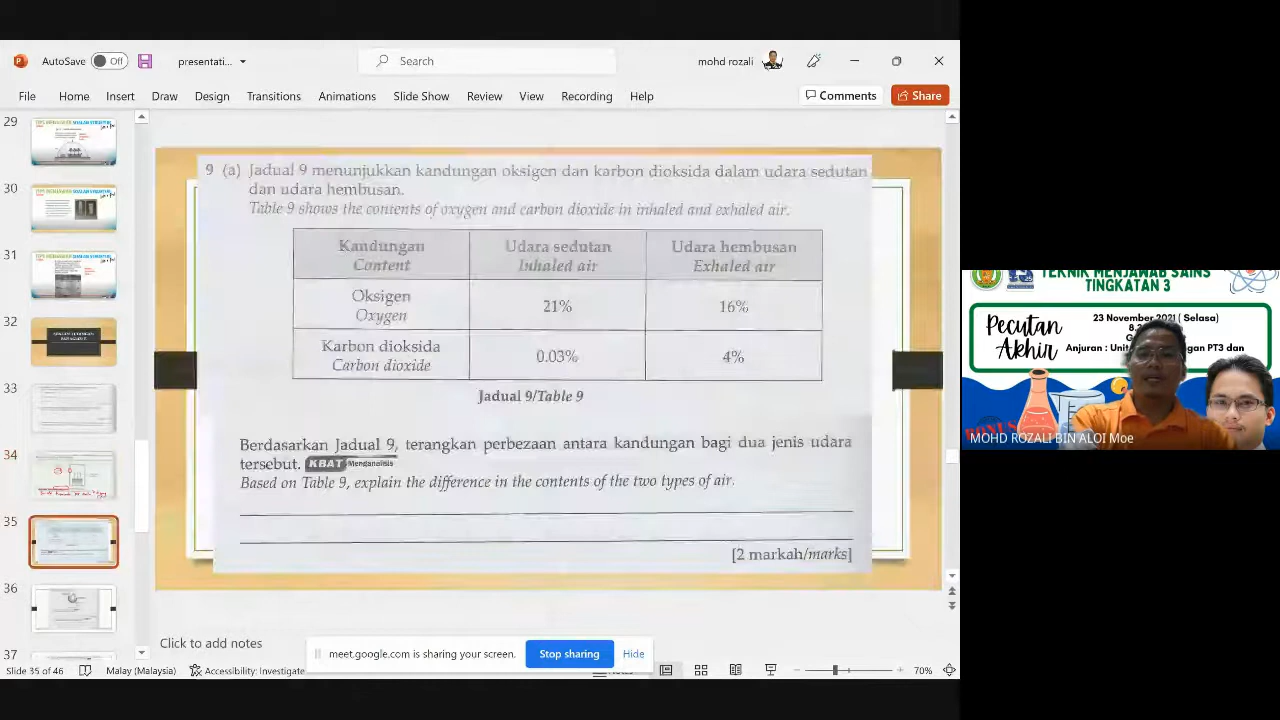 AutoSave Off presentati... Search mohd rozali
File Home Insert Draw Design Transitions Animations Slide Show Review View Recording Help Comments Share
29
30
31
32
33
34
35
36
37
9 (a) Jadual 9 menunjukkan kandungan oksigen dan karbon dioksida dalam udara sedutan
dan udara hembusan.
Table 9 shows the contents of oxygen and carbon dioxide in inhaled and exhaled air.
Kandungan Udara sedutan Udara hembusan
Content Inhaled air Exhaled air
Oksigen
Oxygen 21% 16%
Karbon dioksida
Carbon dioxide 0.03% 4%
Jadual 9/Table 9
Berdasarkan Jadual 9, terangkan perbezaan antara kandungan bagi dua jenis udara
tersebut. KBAT Menganalisis
Based on Table 9, explain the difference in the contents of the two types of air.
[2 markah/marks]
Click to add notes
meet.google.com is sharing your screen. Stop sharing Hide
Slide 35 of 46 Malay (Malaysia) Accessibility: Investigate 70%
TEKNIK MENJAWAB SAINS
TINGKATAN 3
Pecutan
Akhir
23 November 2021 ( Selasa)
Anjuran :
PT3 dan
MOHD ROZALI BIN ALOI Moe